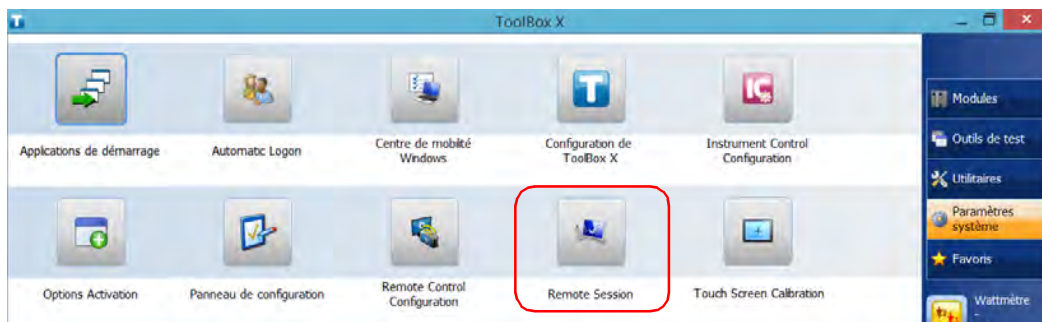 ToolBox X
Applications de démarrage
Automatic Logon
Centre de mobilité
Windows
Configuration de
ToolBox X
Instrument Control
Configuration
Options Activation
Panneau de configuration
Remote Control
Configuration
Remote Session
Touch Screen Calibration
Modules
Outils de test
Utilitaires
Paramètres
système
Favoris
Wattmètre
-